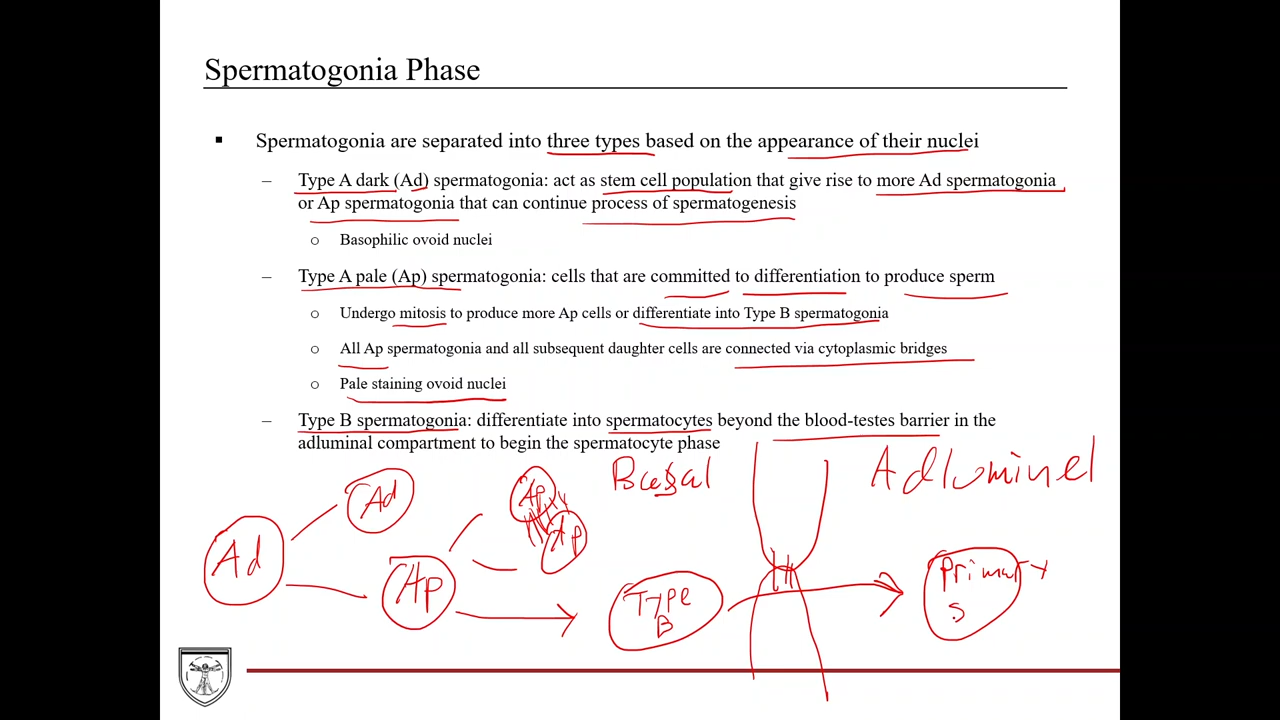 Spermatogonia Phase
▪ Spermatogonia are separated into three types based on the appearance of their nuclei
– Type A dark (Ad) spermatogonia: act as stem cell population that give rise to more Ad spermatogonia
or Ap spermatogonia that can continue process of spermatogenesis
o Basophilic ovoid nuclei
– Type A pale (Ap) spermatogonia: cells that are committed to differentiation to produce sperm
o Undergo mitosis to produce more Ap cells or differentiate into Type B spermatogonia
o All Ap spermatogonia and all subsequent daughter cells are connected via cytoplasmic bridges
o Pale staining ovoid nuclei
– Type B spermatogonia: differentiate into spermatocytes beyond the blood-testes barrier in the
adluminal compartment to begin the spermatocyte phase
Basal
Adluminel
Ad
Ad
Ap
Ap
Ap
Type
B
Primary
S